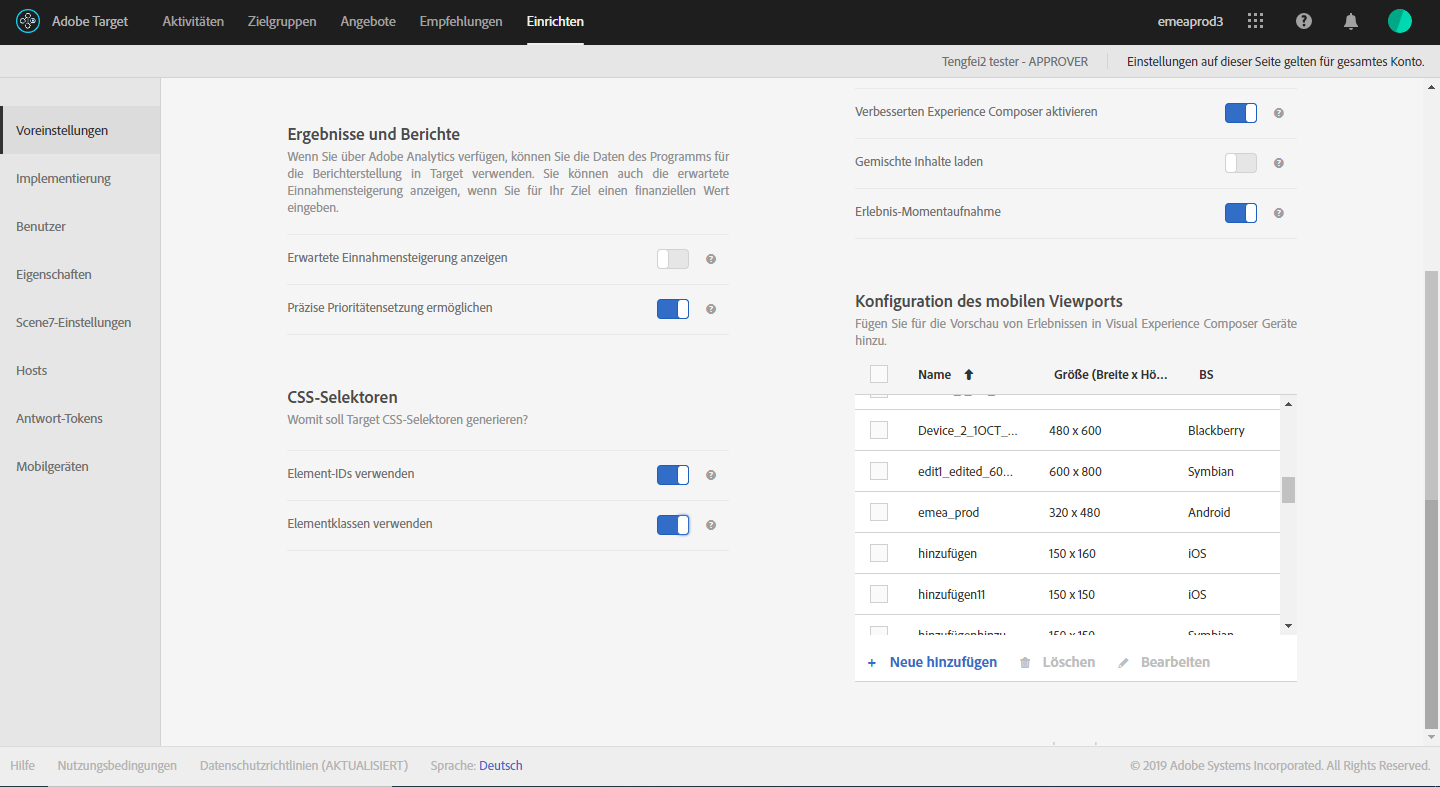 Adobe Target
Aktivitäten
Zielgruppen
Angebote
Empfehlungen
Einrichten
emeaprod3
Tengfei2 tester - APPROVER
Einstellungen auf dieser Seite gelten für gesamtes Konto.
Voreinstellungen
Implementierung
Benutzer
Eigenschaften
Scene7-Einstellungen
Hosts
Antwort-Tokens
Mobilgeräten
Ergebnisse und Berichte
Wenn Sie über Adobe Analytics verfügen, können Sie die Daten des Programms für
die Berichterstellung in Target verwenden. Sie können auch die erwartete
Einnahmensteigerung anzeigen, wenn Sie für Ihr Ziel einen finanziellen Wert
eingeben.
Erwartete Einnahmensteigerung anzeigen
Präzise Prioritätensetzung ermöglichen
CSS-Selektoren
Womit soll Target CSS-Selektoren generieren?
Element-IDs verwenden
Elementklassen verwenden
Verbesserten Experience Composer aktivieren
Gemischte Inhalte laden
Erlebnis-Momentaufnahme
Konfiguration des mobilen Viewports
Fügen Sie für die Vorschau von Erlebnissen in Visual Experience Composer Geräte
hinzu.
Name Größe (Breite x Hö... BS
Device_2_1OCT_... 480 x 600 Blackberry
edit1_edited_60... 600 x 800 Symbian
emea_prod 320 x 480 Android
hinzufügen 150 x 160 iOS
hinzufügen11 150 x 150 iOS
hinzufügenhinzu 150 x 150 Symbian
+ Neue hinzufügen Löschen Bearbeiten
Hilfe
Nutzungsbedingungen
Datenschutzrichtlinien (AKTUALISIERT)
Sprache: Deutsch
© 2019 Adobe Systems Incorporated. All Rights Reserved.